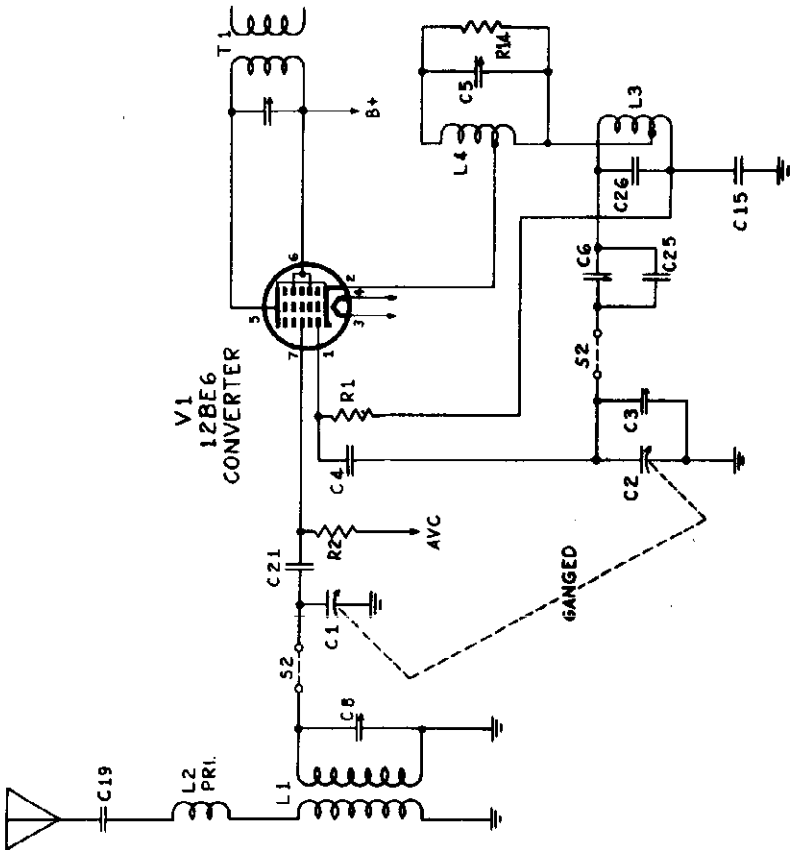 T1
B+
R14
C5
L4
L3
C26
C15
C6
C25
S2
C3
C2
V1
12BE6
CONVERTER
5
6
7
1
2
4
3
R1
C4
C21
R2
AVC
C1
GANGED
S2
C8
L1
L2
PRI.
C19